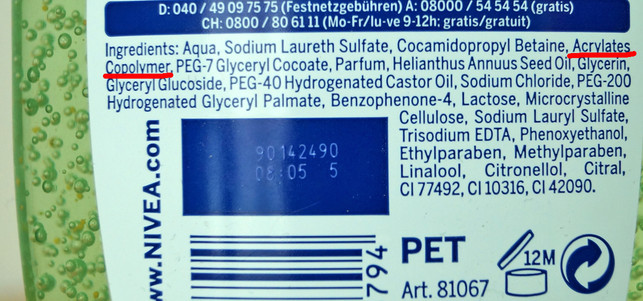 D: 040 / 49 09 75 75 (Festnetzgebühren) A: 08000 / 54 54 54 (gratis)
CH: 0800 / 80 61 11 (Mo-Fr/lu-ve 9-12h; gratis/gratuit)
Ingredients: Aqua, Sodium Laureth Sulfate, Cocamidopropyl Betaine, Acrylates
Copolymer, PEG-7 Glyceryl Cocoate, Parfum, Helianthus Annuus Seed Oil, Glycerin,
Glyceryl Glucoside, PEG-40 Hydrogenated Castor Oil, Sodium Chloride, PEG-200
Hydrogenated Glyceryl Palmate, Benzophenone-4, Lactose, Microcrystalline
Cellulose, Sodium Lauryl Sulfate,
Trisodium EDTA, Phenoxyethanol,
Ethylparaben, Methylparaben,
Linalool, Citronellol, Citral,
CI 77492, CI 10316, CI 42090.
90142490
08:05 5
www.NIVEA.com
794
PET
Art. 81067
12M